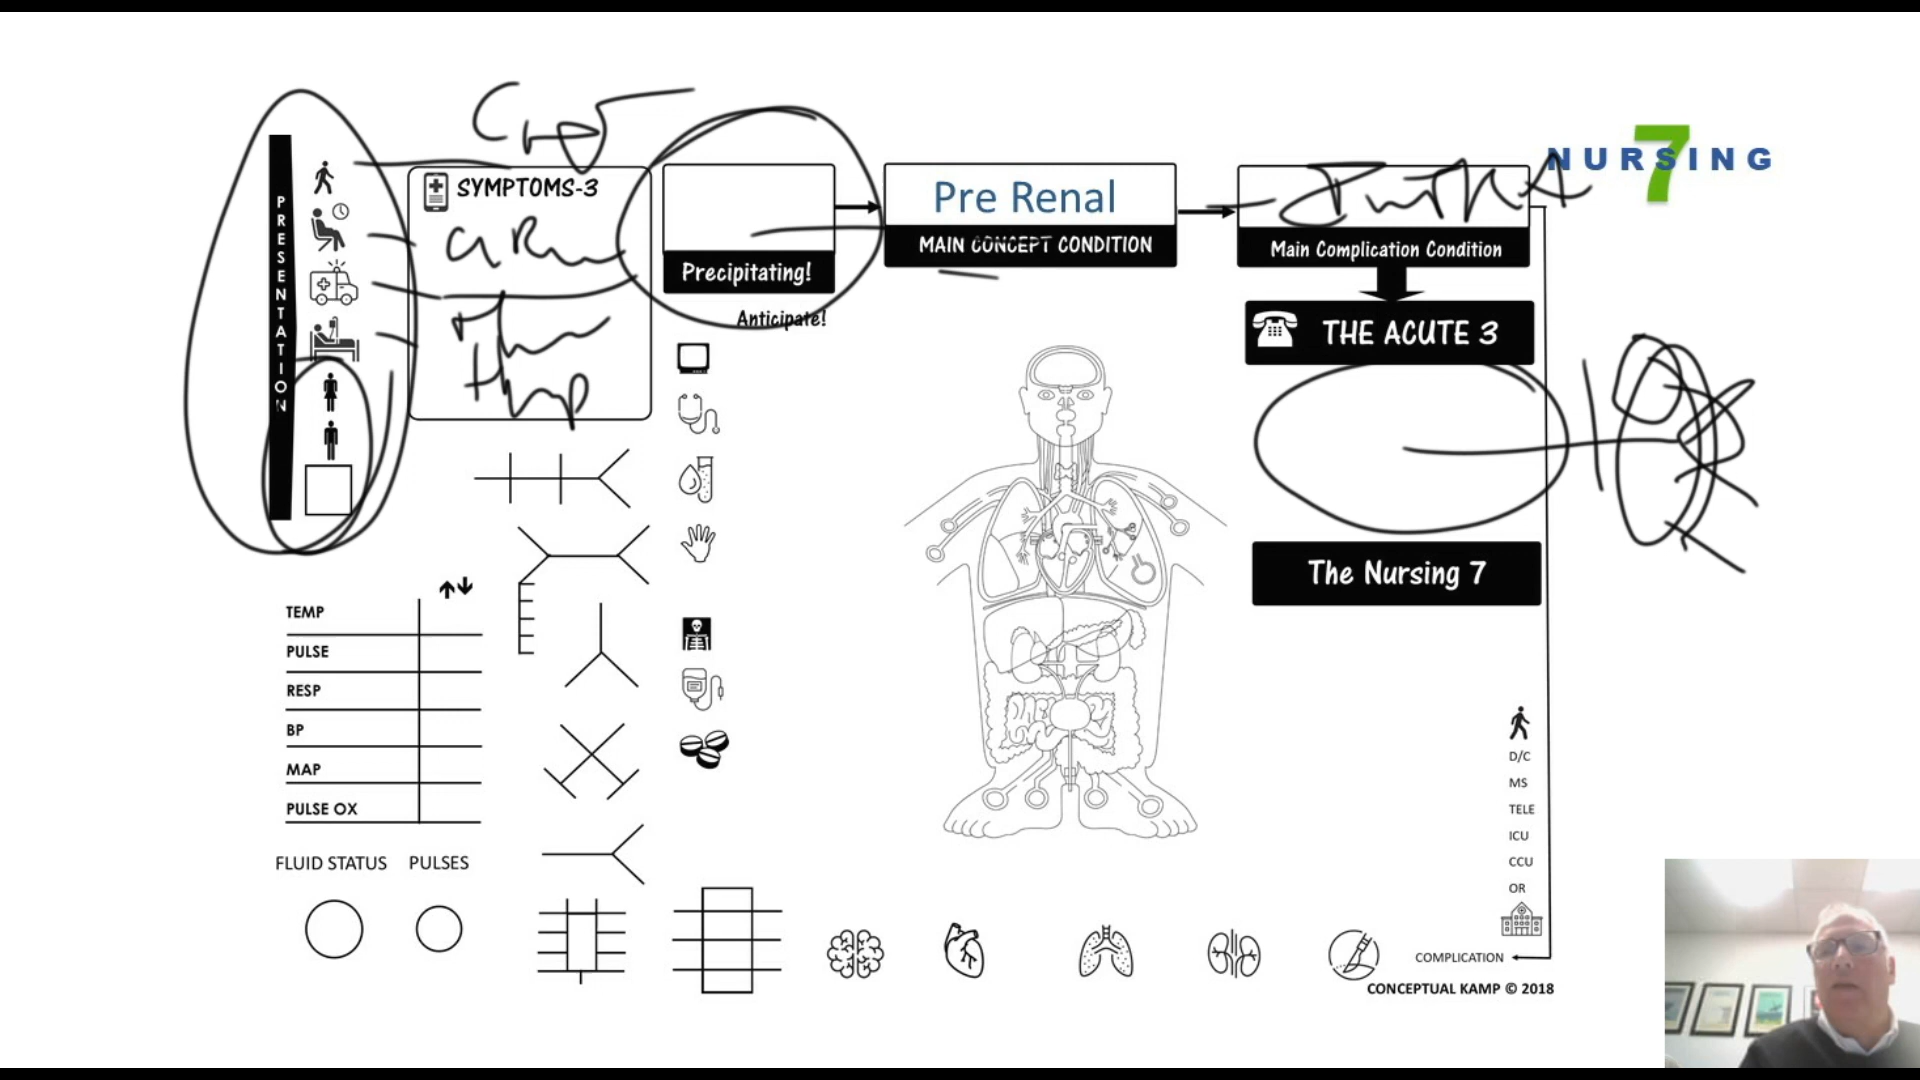 NURSING
7
PRESENTATION
SYMPTOMS-3
Precipitating!
Anticipate!
Pre Renal
MAIN CONCEPT CONDITION
Main Complication Condition
THE ACUTE 3
The Nursing 7
TEMP
PULSE
RESP
BP
MAP
PULSE OX
FLUID STATUS
PULSES
D/C
MS
TELE
ICU
CCU
OR
COMPLICATION
CONCEPTUAL KAMP © 2018